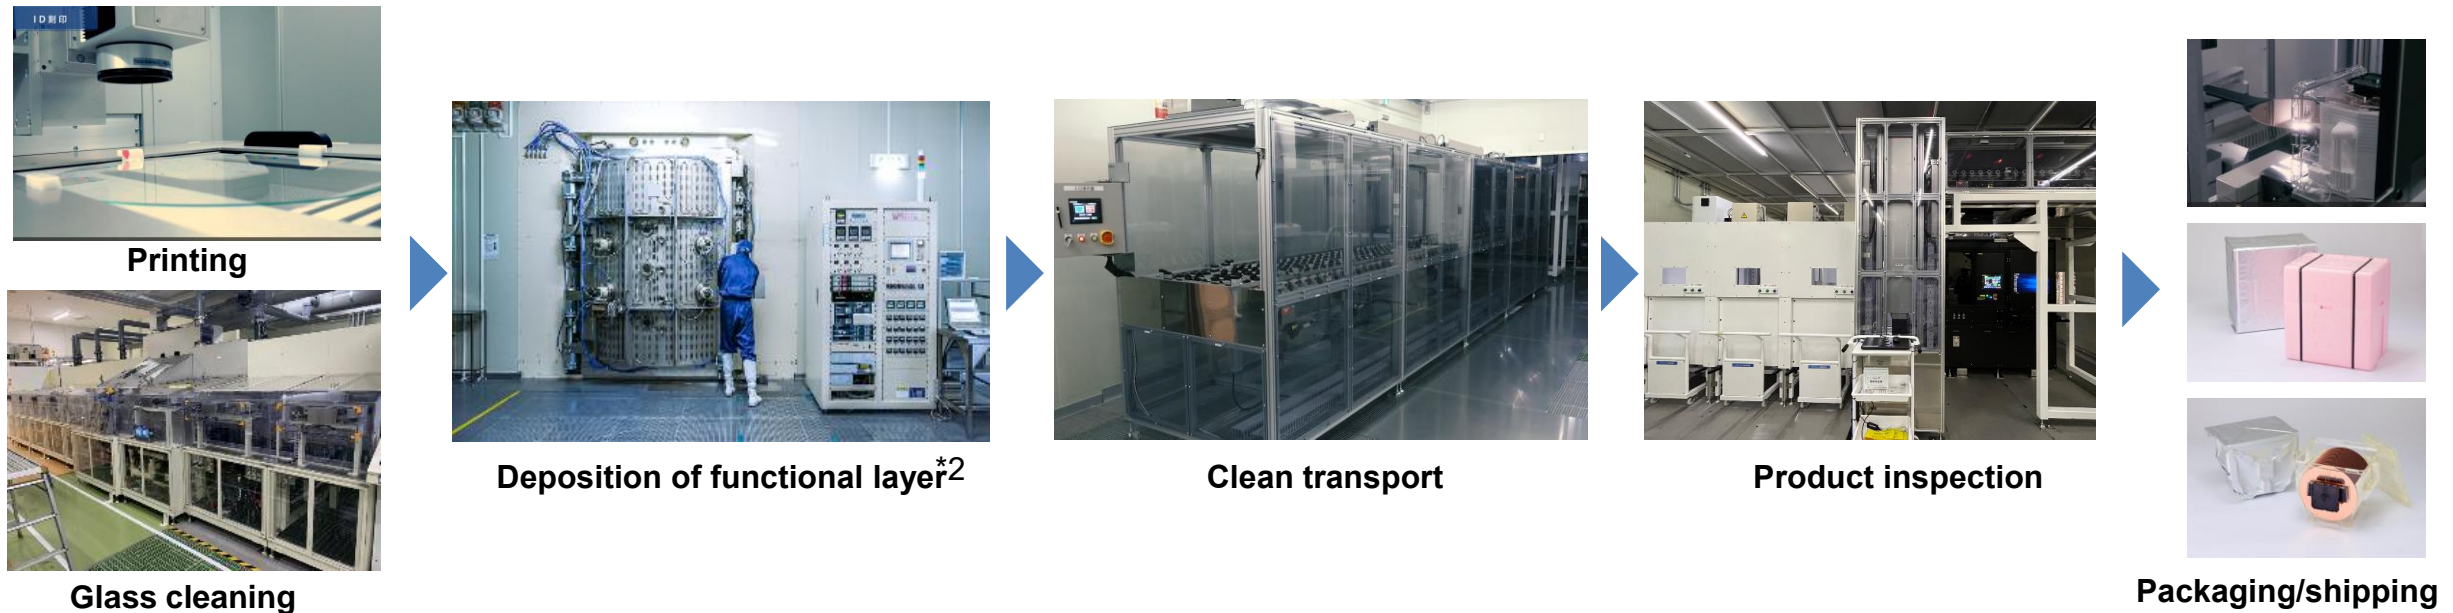 ID刻印
Printing
Glass cleaning
Deposition of functional layer*2
Clean transport
Product inspection
Packaging/shipping